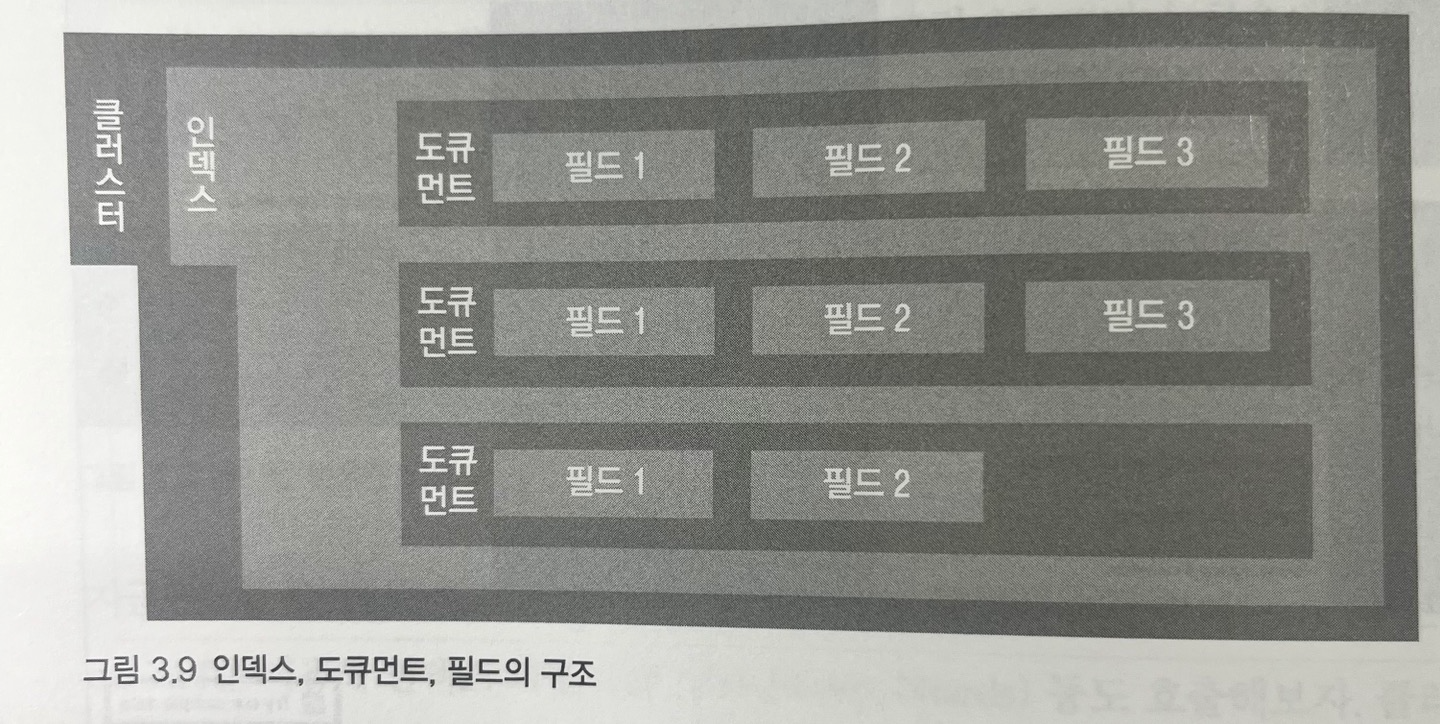 클러스터
인덱스
도큐
먼트
필드 1
필드 2
필드 3
도큐
먼트
필드 1
필드 2
필드 3
도큐
먼트
필드 1
필드 2
그림 3.9 인덱스, 도큐먼트, 필드의 구조